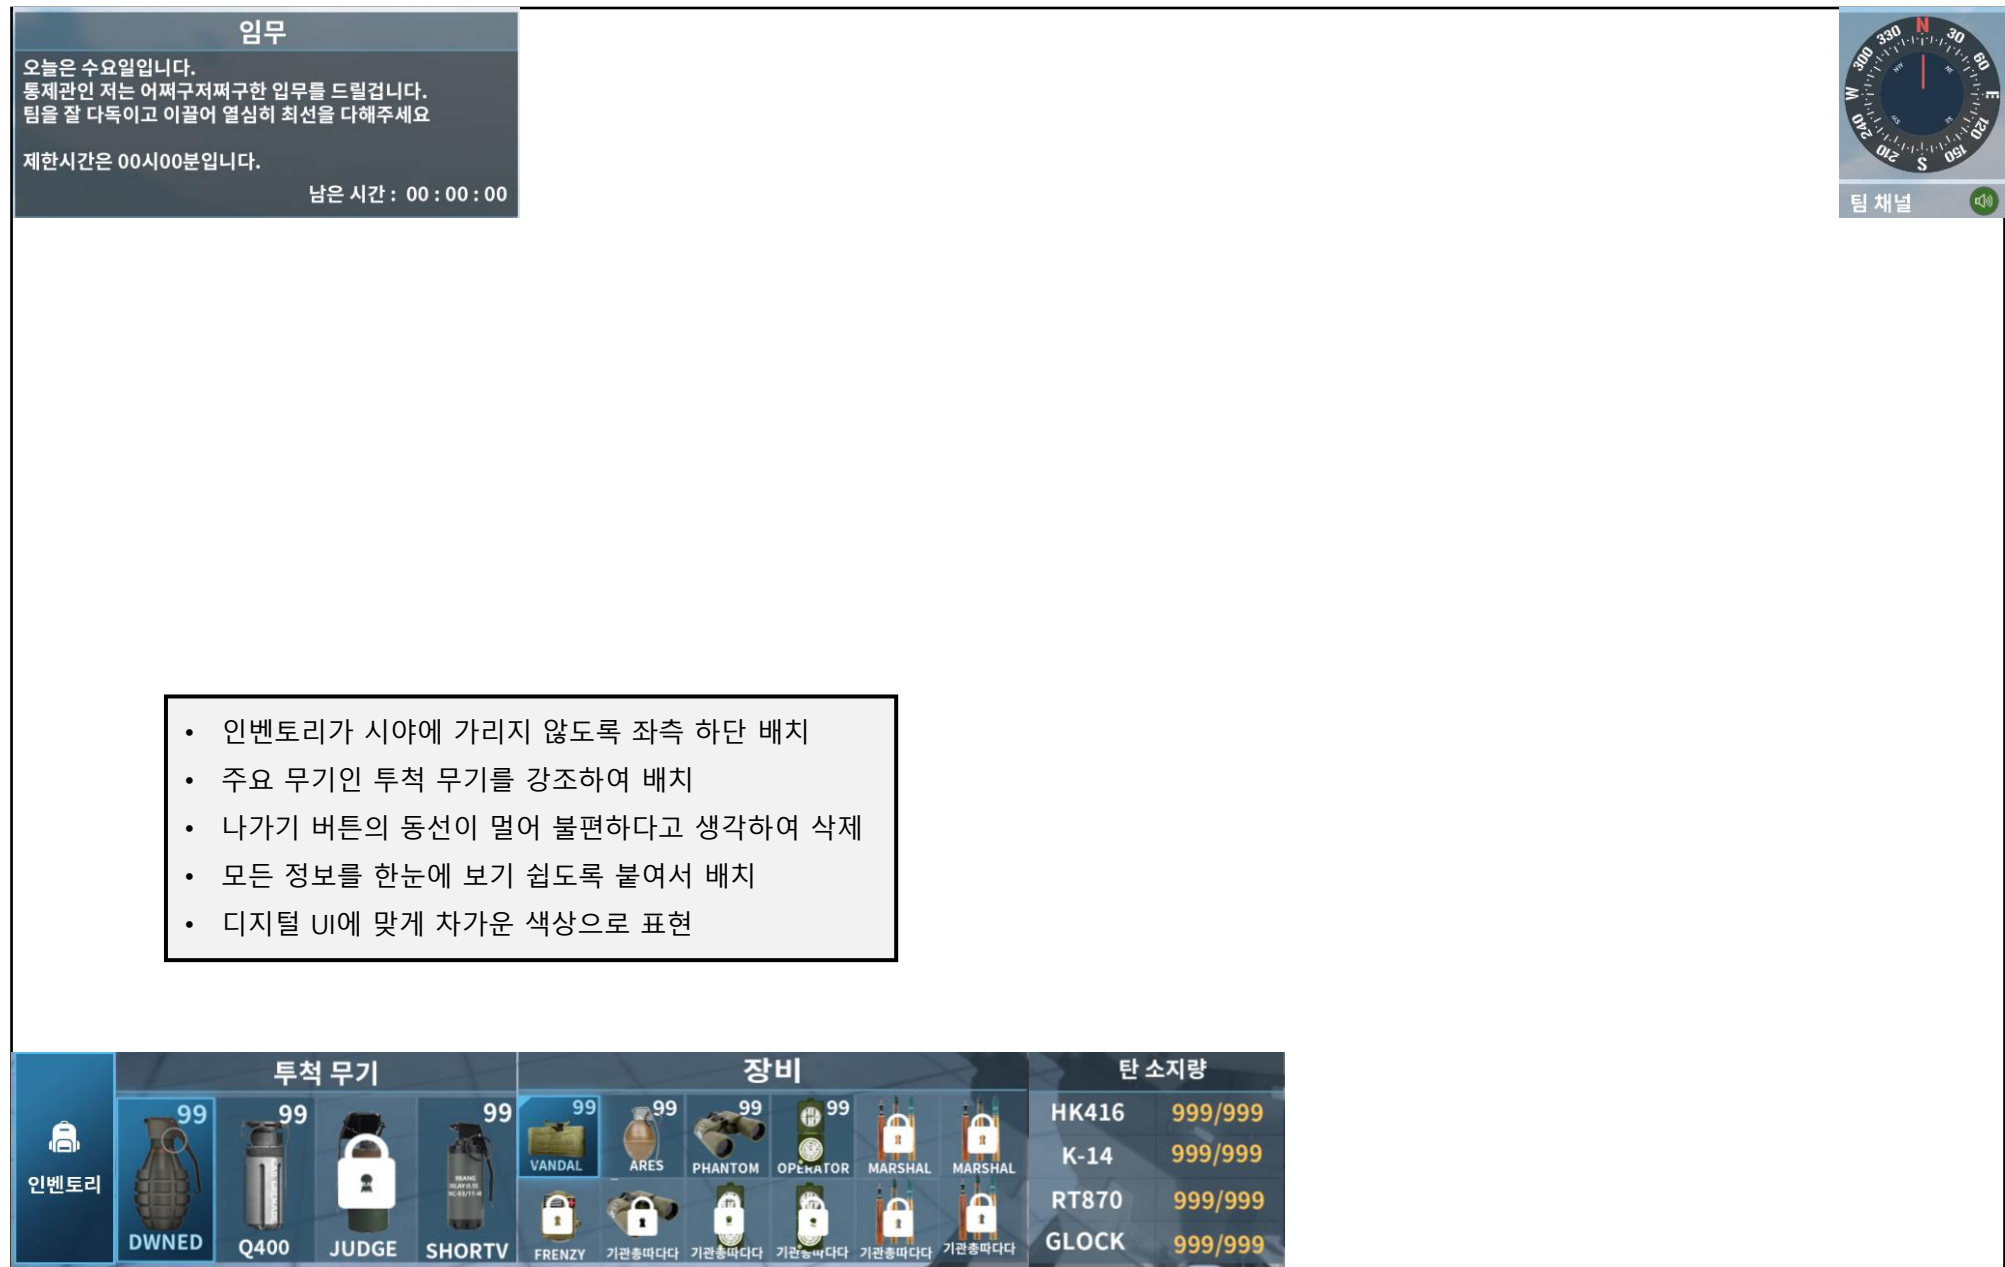 임무
오늘은 수요일입니다.
통제관인 저는 어쩌구저쩌구한 임무를 드릴겁니다.
팀을 잘 다독이고 이끌어 열심히 최선을 다해주세요
제한시간은 00시00분입니다.
남은 시간 : 00 : 00 : 00
N 30 60 E 120 150 S 210 240 W 300 330
NW NE SE SW
팀 채널
• 인벤토리가 시야에 가리지 않도록 좌측 하단 배치
• 주요 무기인 투척 무기를 강조하여 배치
• 나가기 버튼의 동선이 멀어 불편하다고 생각하여 삭제
• 모든 정보를 한눈에 보기 쉽도록 붙여서 배치
• 디지털 UI에 맞게 차가운 색상으로 표현
인벤토리
투척 무기
99 99 99
DWNED Q400 JUDGE SHORTV
장비
99 99 99 99
VANDAL ARES PHANTOM OPERATOR MARSHAL MARSHAL
FRENZY 기관총따다다 기관총따다다 기관총따다다 기관총따다다 기관총따다다
탄 소지량
HK416 999/999
K-14 999/999
RT870 999/999
GLOCK 999/999